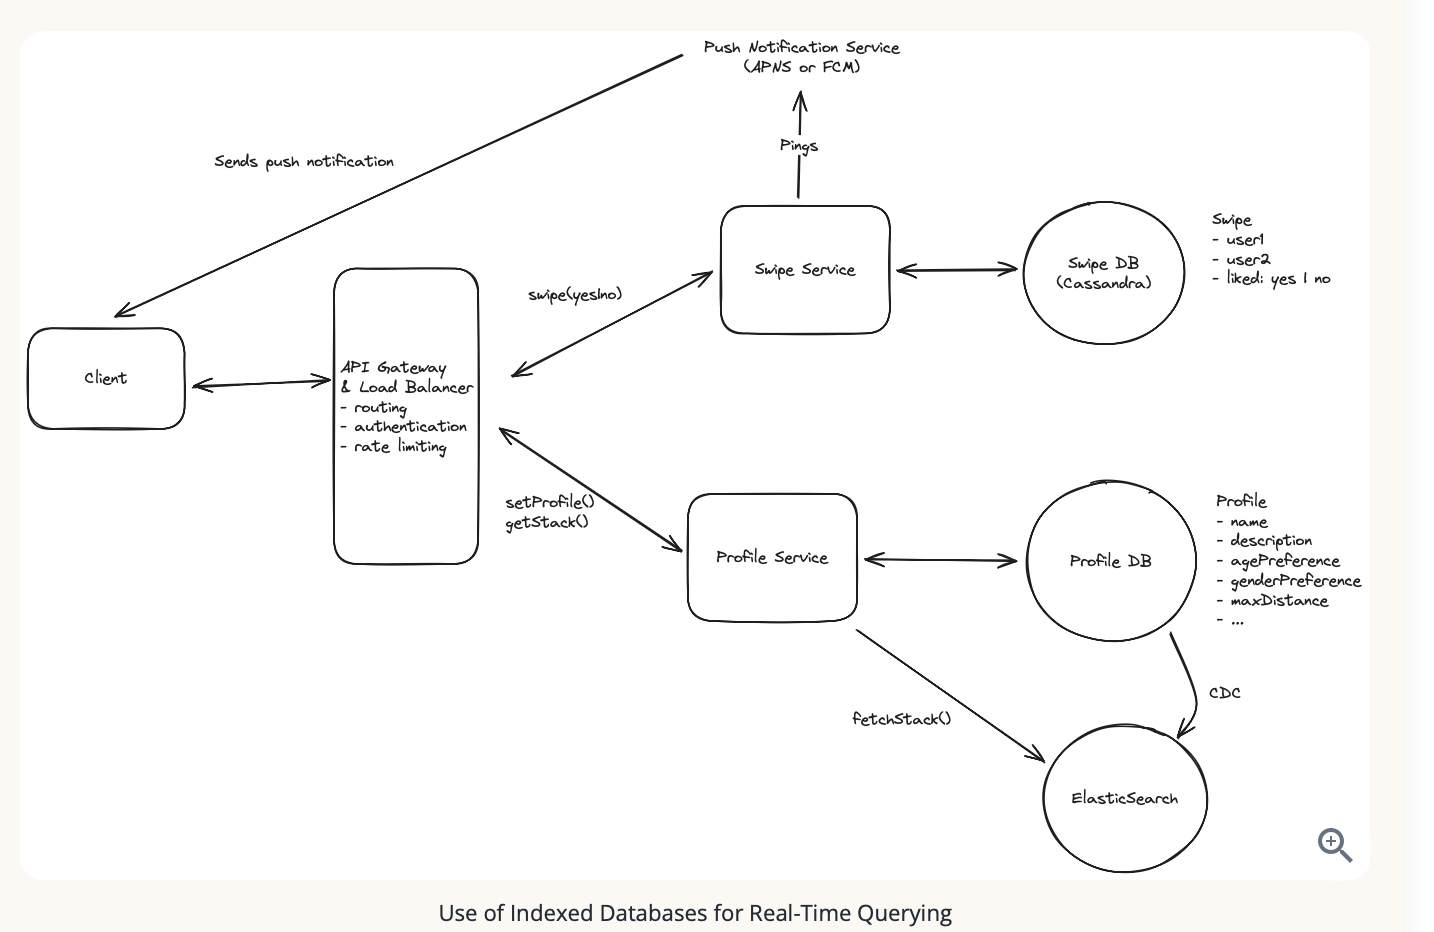 Push Notification Service
(APNS or FCM)
Pings
Sends push notification
Swipe Service
Swipe DB
(Cassandra)
Swipe
- user1
- user2
- liked: yes | no
swipe(yes|no)
Client
API Gateway
& Load Balancer
- routing
- authentication
- rate limiting
setProfile()
getStack()
Profile Service
Profile DB
Profile
- name
- description
- agePreference
- genderPreference
- maxDistance
- ...
CDC
fetchStack()
ElasticSearch
Use of Indexed Databases for Real-Time Querying